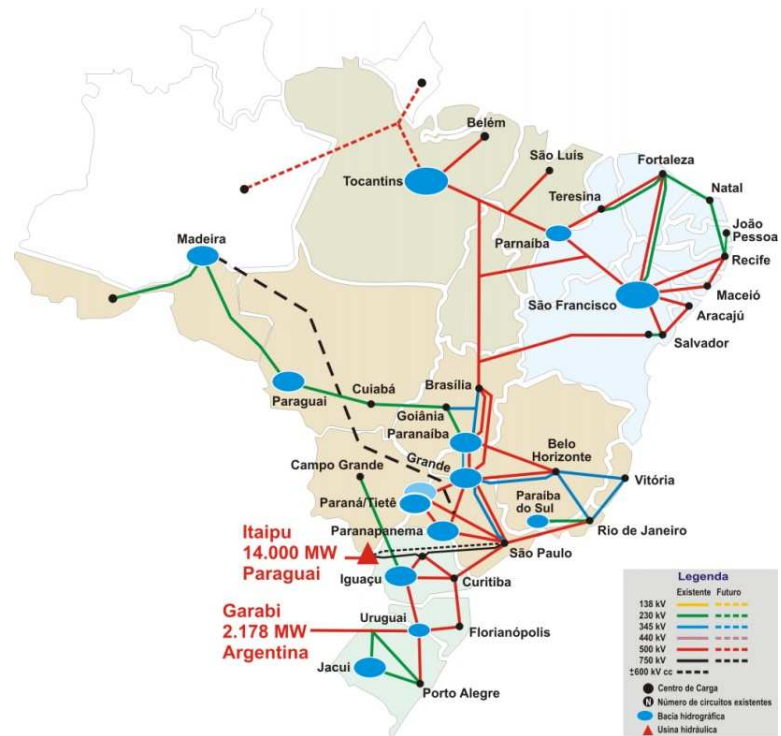 Belém
São Luís
Fortaleza
Tocantins
Teresina
Natal
João
Pessoa
Parnaíba
Recife
Madeira
São Francisco
Maceió
Aracajú
Salvador
Brasília
Cuiabá
Paraguai
Goiânia
Paranaíba
Belo
Horizonte
Campo Grande
Grande
Vitória
Paraíba
do Sul
Paraná/Tietê
Paranapanema
Rio de Janeiro
Itaipu
14.000 MW
Paraguai
São Paulo
Iguaçu
Curitiba
Garabi
2.178 MW
Argentina
Uruguai
Florianópolis
Jacui
Porto Alegre
Legenda
Existente Futuro
138 kV
230 kV
345 kV
440 kV
500 kV
750 kV
±600 kV cc
Centro de Carga
N Número de circuitos existentes
Bacia hidrográfica
Usina hidráulica